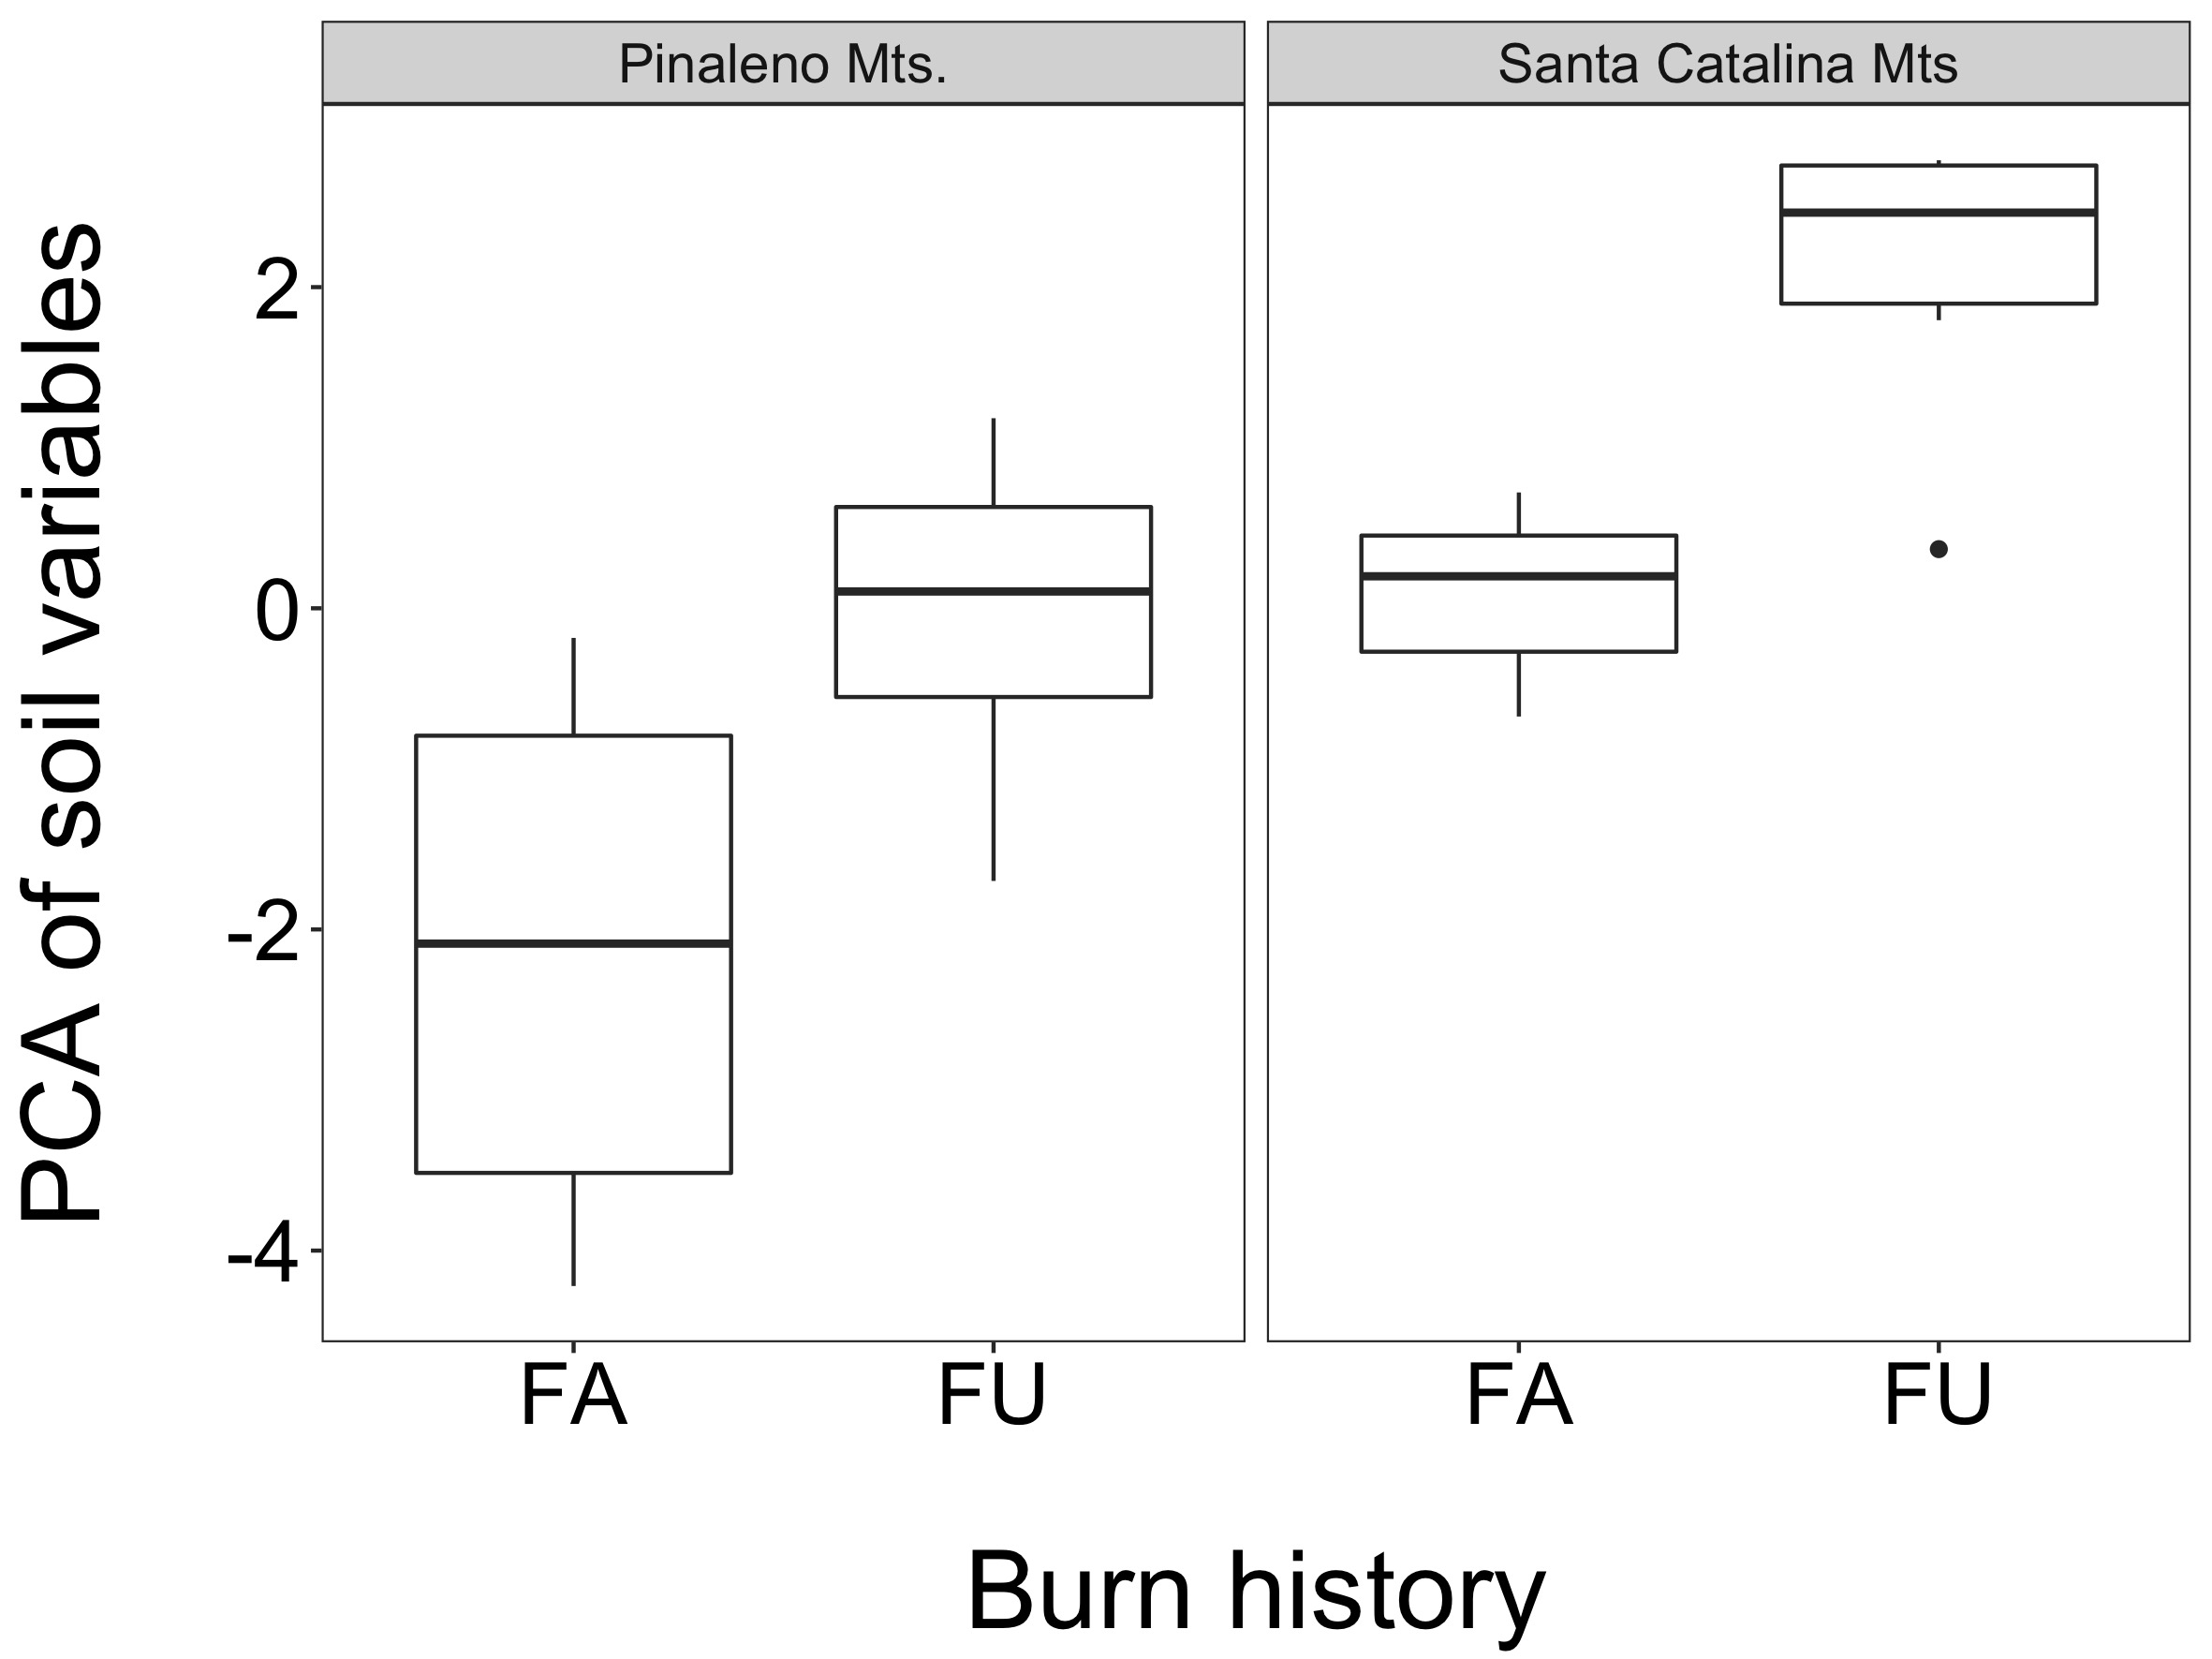 Pinaleno Mts.
Santa Catalina Mts
PCA of soil variables
2
0
-2
-4
FA
FU
FA
FU
Burn history